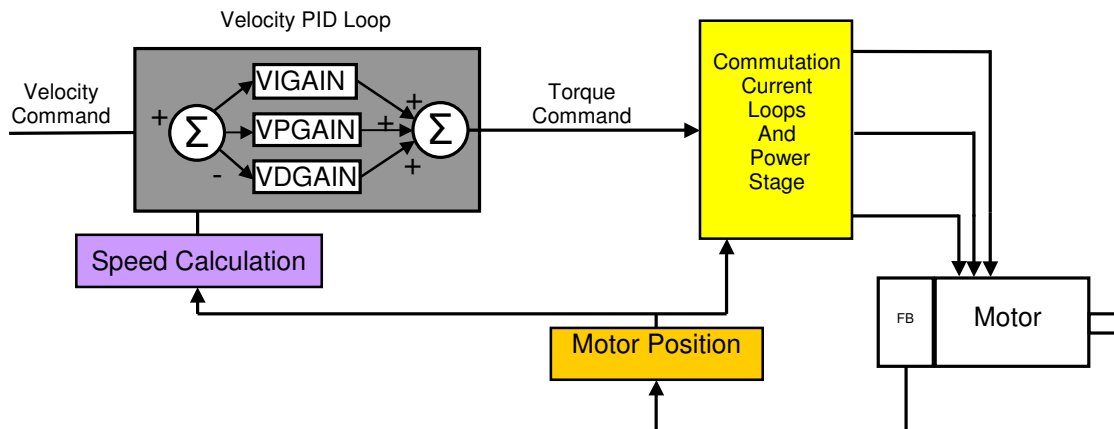 Velocity PID Loop
Velocity
Command
+
Σ
-
VIGAIN
VPGAIN
VDGAIN
+
+
+
Σ
Torque
Command
Commutation
Current
Loops
And
Power
Stage
Speed Calculation
Motor Position
FB
Motor